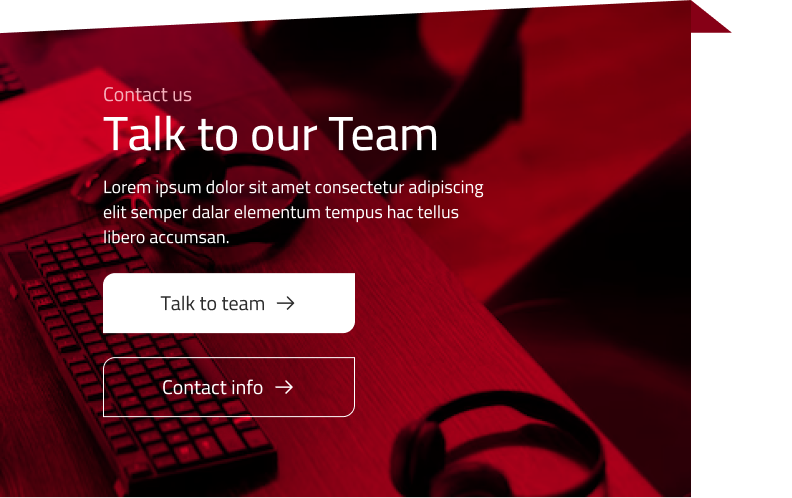 Contact us
Talk to our Team
Lorem ipsum dolor sit amet consectetur adipiscing
elit semper dalar elementum tempus hac tellus
libero accumsan.
Talk to team
Contact info